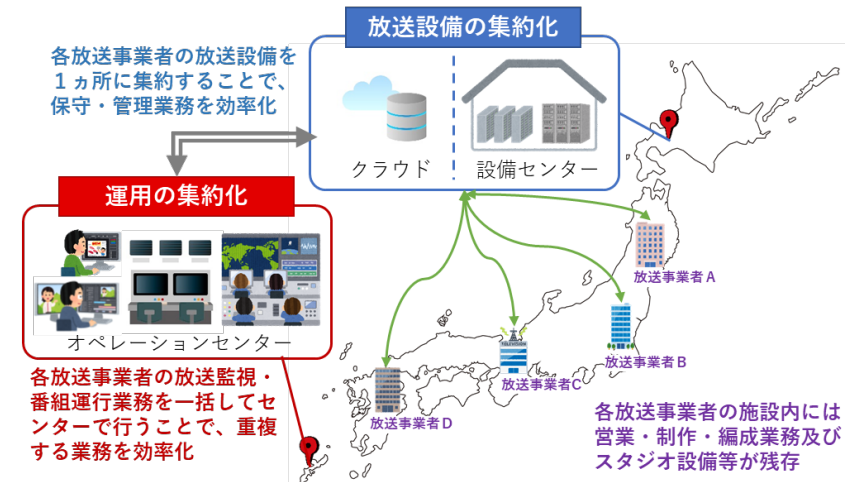 放送設備の集約化
各放送事業者の放送設備を
１ヵ所に集約することで、
保守・管理業務を効率化
クラウド
設備センター
運用の集約化
オペレーションセンター
各放送事業者の放送監視・
番組運行業務を一括してセ
ンターで行うことで、重複
する業務を効率化
放送事業者Ａ
放送事業者Ｂ
TELEVISION
放送事業者C
放送事業者Ｄ
各放送事業者の施設内には
営業・制作・編成業務及び
スタジオ設備等が残存